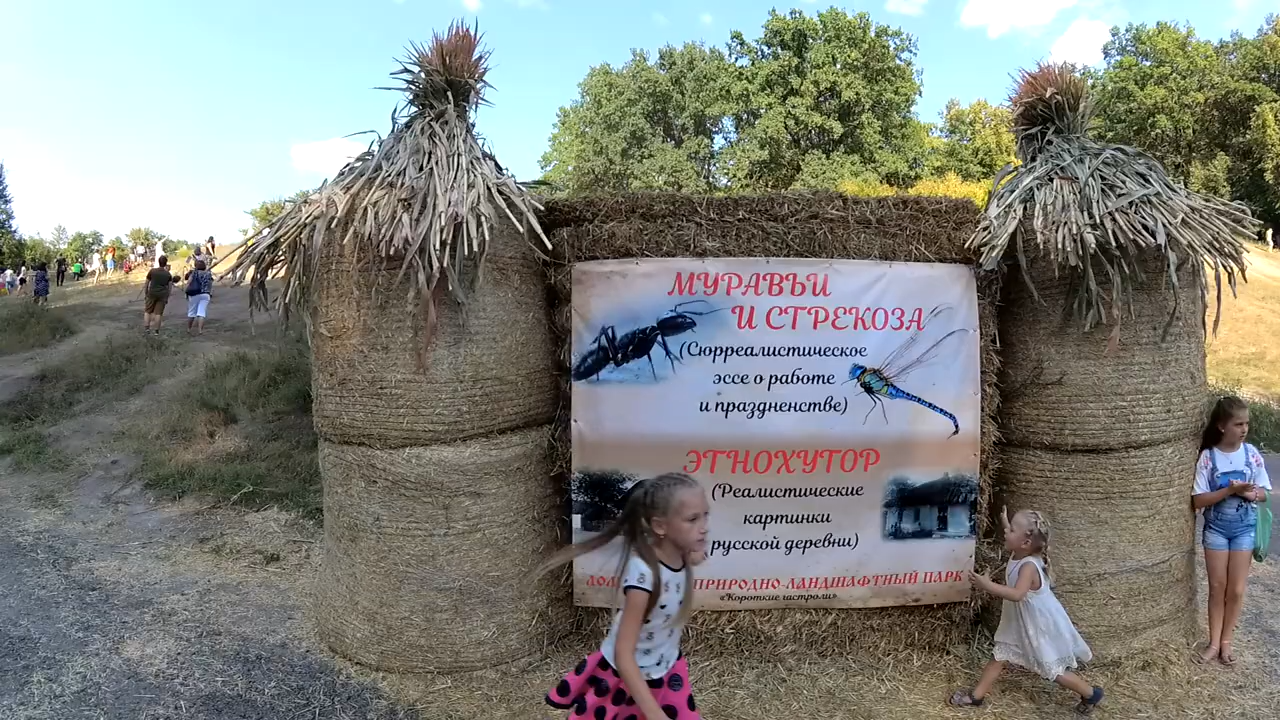 МУРАВЬИ
И СТРЕКОЗА
(Сюрреалистическое
эссе о работе
и праздненстве)
ЭТНОХУТОР
(Реалистические
картинки
русской деревни)
ПРИРОДНО-ЛАНДШАФТНЫЙ ПАРК
«Короткие гастроли»